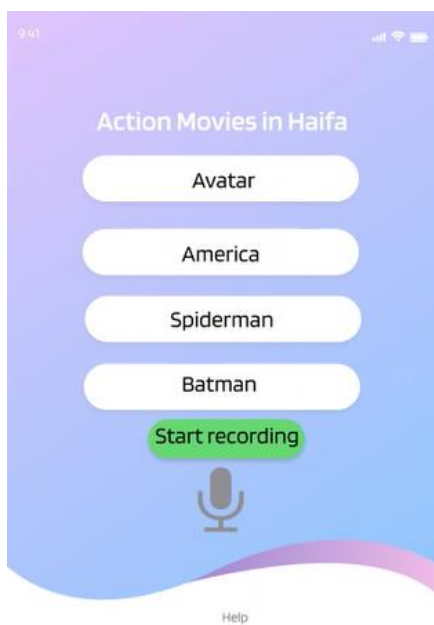 9:41
Action Movies in Haifa
Avatar
America
Spiderman
Batman
Start recording
Help